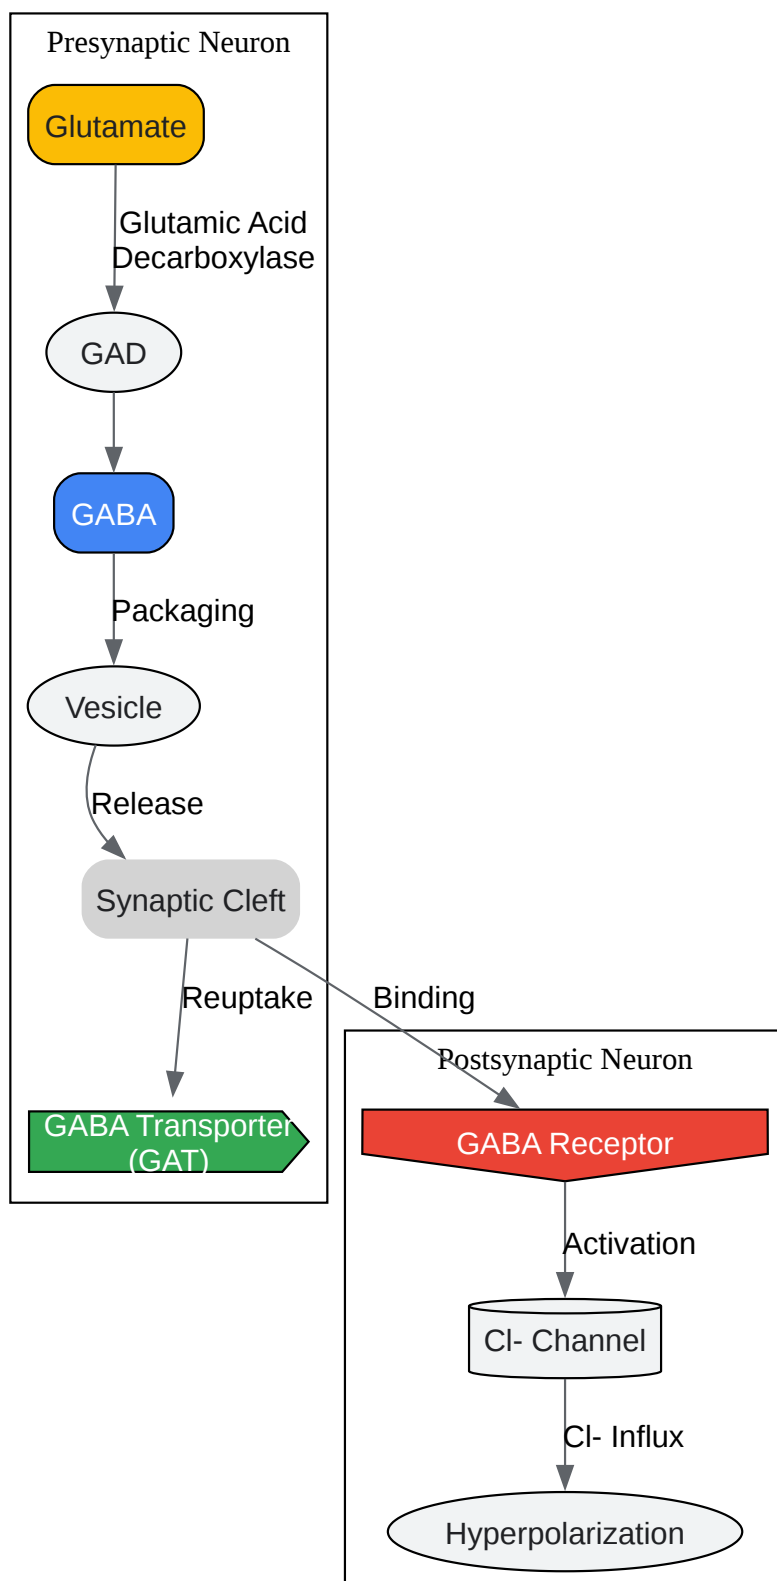 Presynaptic Neuron
Glutamate
Glutamic Acid
Decarboxylase
GAD
GABA
Packaging
Vesicle
Release
Synaptic Cleft
Reuptake
Binding
GABA Transporter
(GAT)
Postsynaptic Neuron
GABA Receptor
Activation
Cl- Channel
Cl- Influx
Hyperpolarization